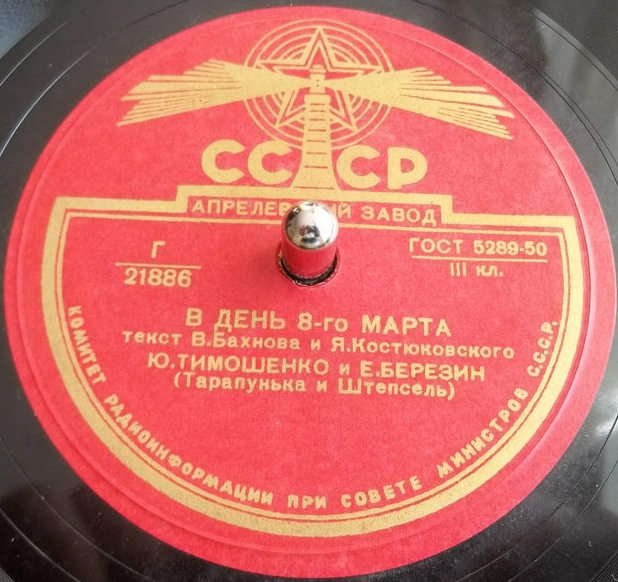 СССР
АПРЕЛЕВСКИЙ ЗАВОД
Г
21886
ГОСТ 5289-50
III кл.
В ДЕНЬ 8-го МАРТА
текст В.Бахнова и Я.Костюковского
Ю.ТИМОШЕНКО и Е.БЕРЕЗИН
(Тарапунька и Штепсель)
КОМИТЕТ РАДИОИНФОРМАЦИИ ПРИ СОВЕТЕ МИНИСТРОВ С.С.С.Р.